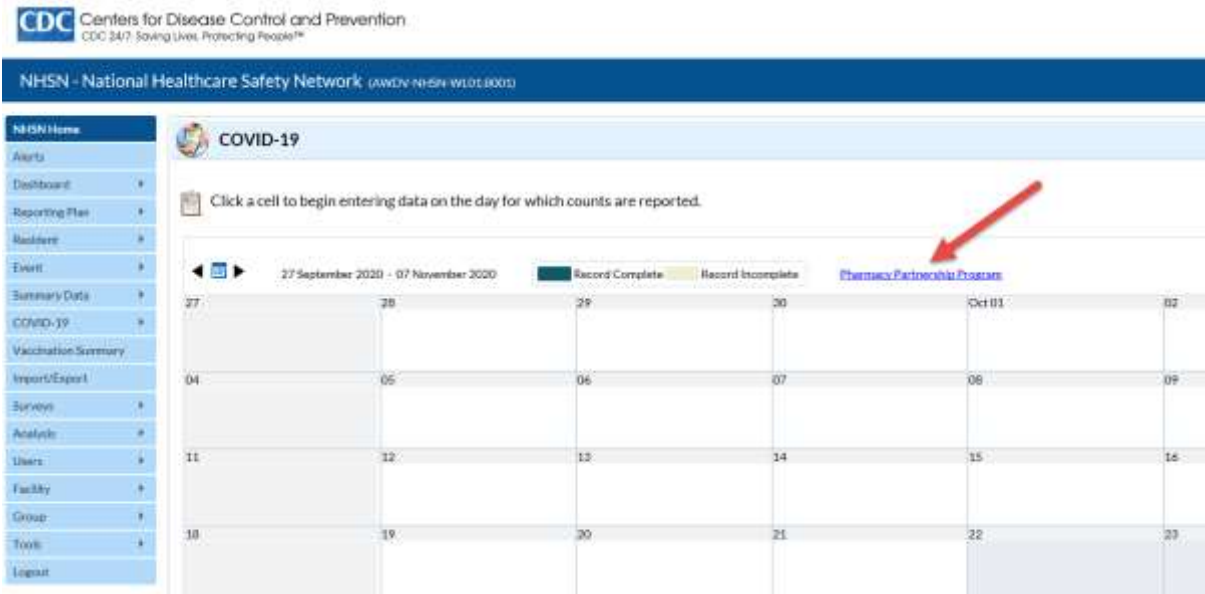 CDC Centers for Disease Control and Prevention
CDC 24/7: Saving Lives, Protecting People™
NHSN - National Healthcare Safety Network (AWDV-NHSN-WL01:8001)
NHSN Home
Alerts
Dashboard
Reporting Plan
Resident
Event
Summary Data
COVID-19
Vaccination Summary
Import/Export
Surveys
Analysis
Users
Facility
Group
Tools
Logout
COVID-19
Click a cell to begin entering data on the day for which counts are reported.
27 September 2020 - 07 November 2020 Record Complete Record Incomplete Pharmacy Partnership Program
27 28 29 30 Oct 01 02
04 05 06 07 08 09
11 12 13 14 15 16
18 19 20 21 22 23